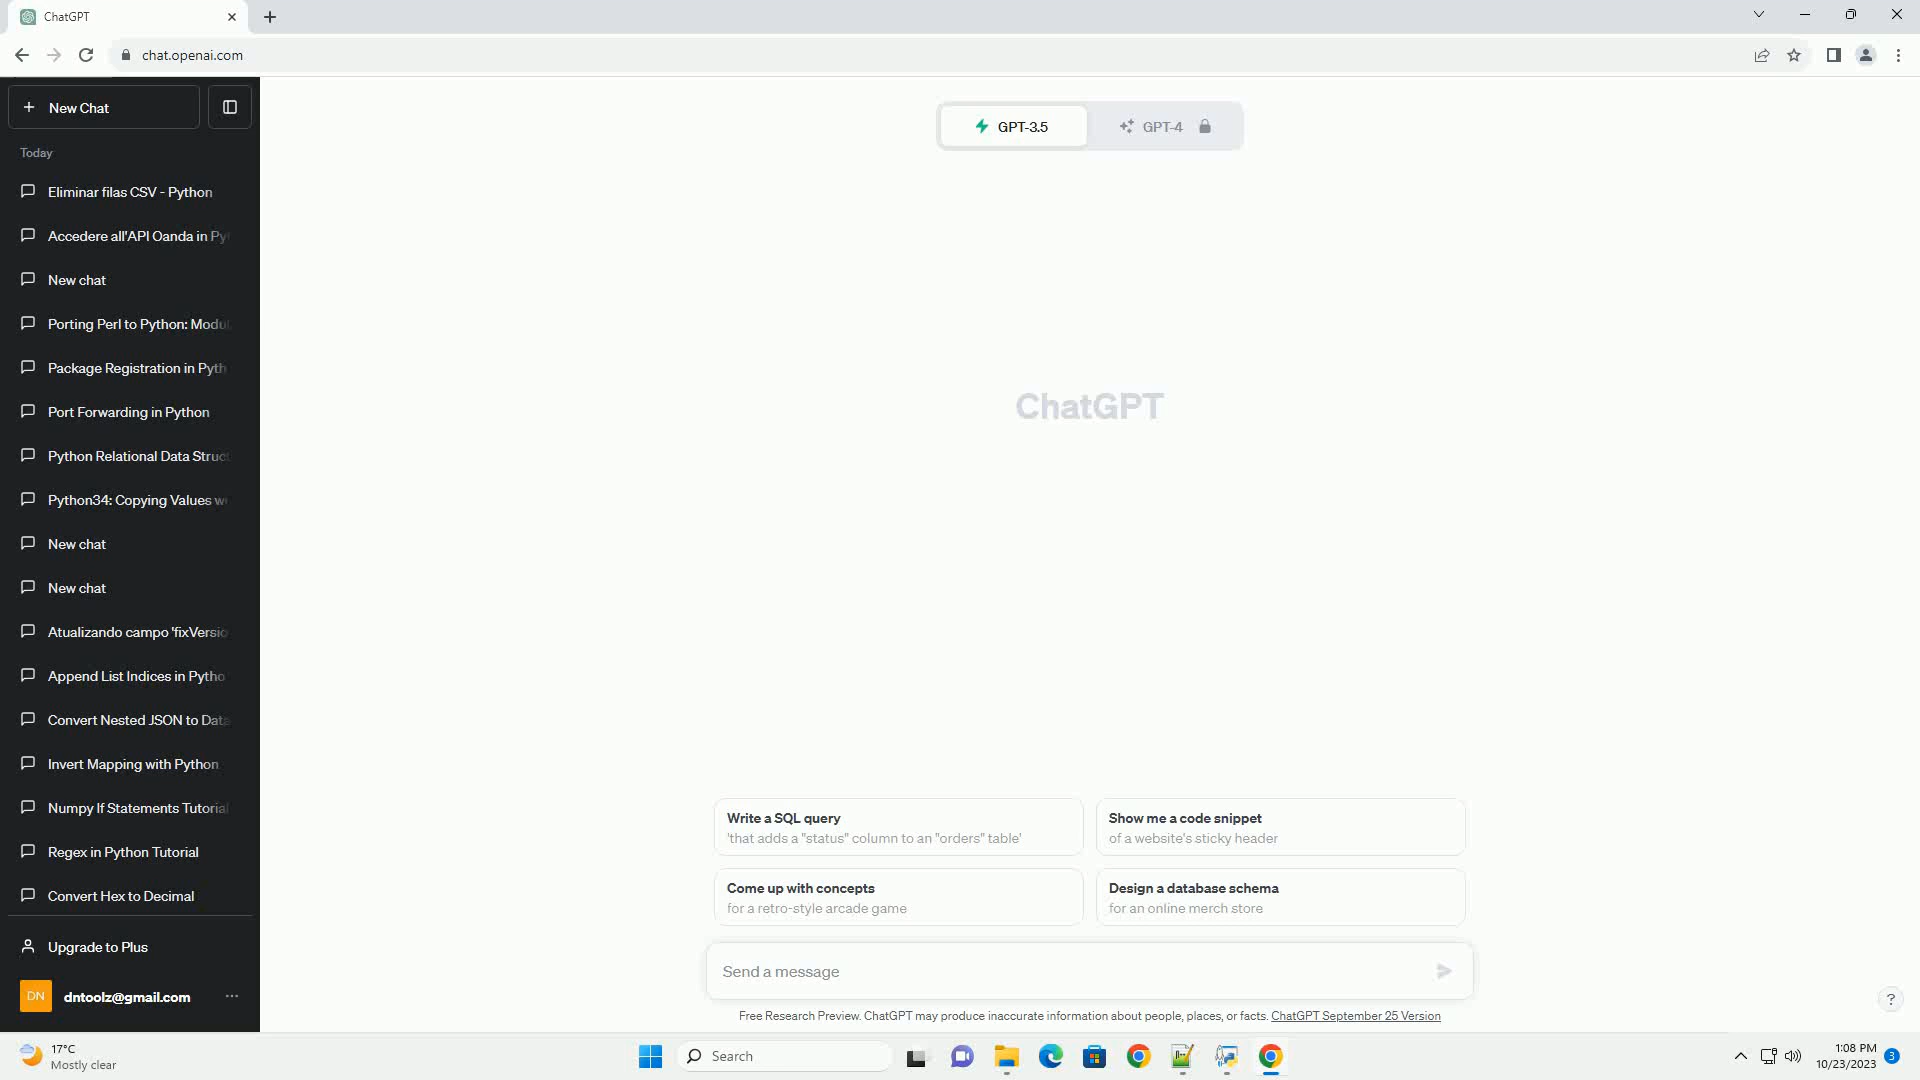 ChatGPT
chat.openai.com
New Chat
GPT-3.5
GPT-4
Today
Eliminar filas CSV - Python
Accedere all'API Oanda in Py
New chat
Porting Perl to Python: Modu
Package Registration in Pyth
Port Forwarding in Python
Python Relational Data Struc
Python34: Copying Values w
New chat
New chat
Atualizando campo 'fixVersio
Append List Indices in Pytho
Convert Nested JSON to Data
Invert Mapping with Python
Numpy If Statements Tutorial
Regex in Python Tutorial
Convert Hex to Decimal
Upgrade to Plus
DN
dntoolz@gmail.com
ChatGPT
Write a SQL query
'that adds a "status" column to an "orders" table'
Show me a code snippet
of a website's sticky header
Come up with concepts
for a retro-style arcade game
Design a database schema
for an online merch store
Send a message
Free Research Preview. ChatGPT may produce inaccurate information about people, places, or facts. ChatGPT September 25 Version
?
17°C
Mostly clear
Search
1:08 PM
10/23/2023
3